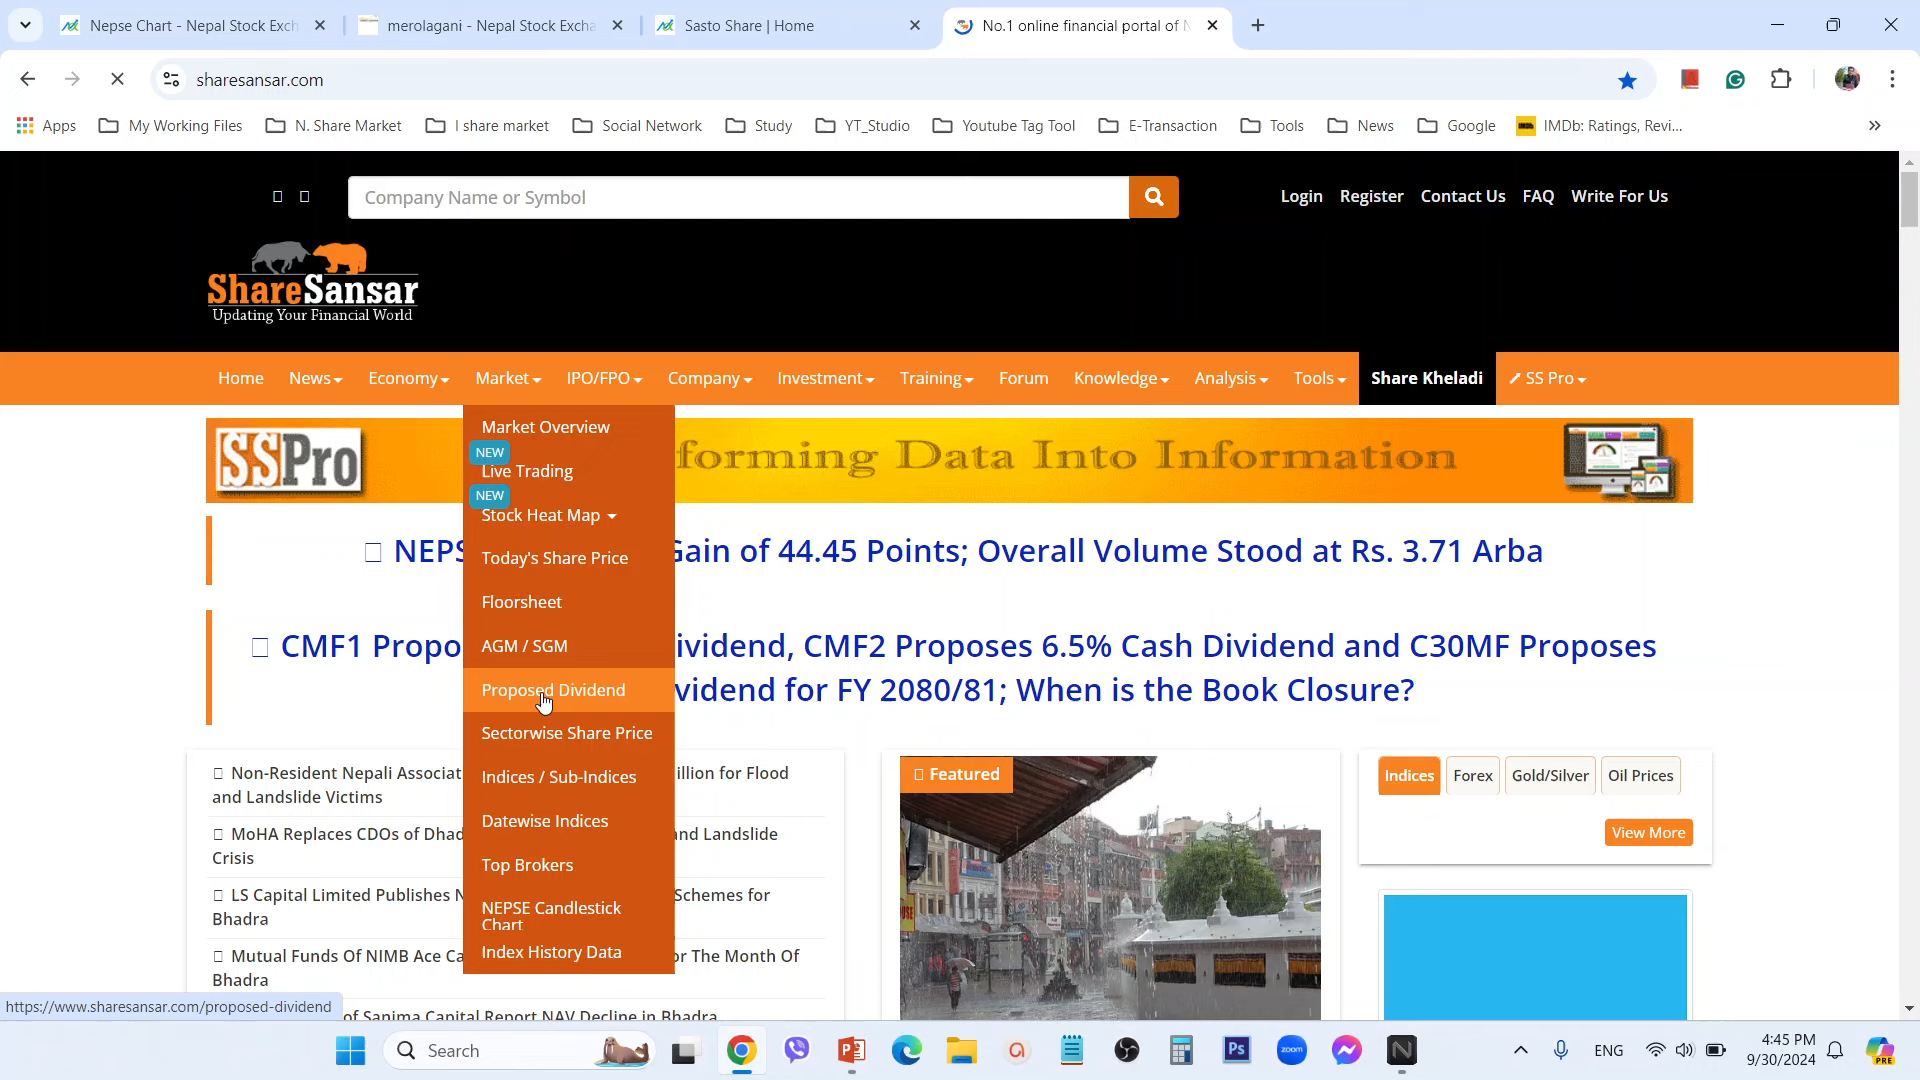 Nepse Chart - Nepal Stock Exch
merolagani - Nepal Stock Excha
Sasto Share | Home
No.1 online financial portal of N
sharesansar.com
Apps
My Working Files
N. Share Market
I share market
Social Network
Study
YT_Studio
Youtube Tag Tool
E-Transaction
Tools
News
Google
IMDb: Ratings, Revi...
Company Name or Symbol
Login Register Contact Us FAQ Write For Us
ShareSansar
Updating Your Financial World
Home News Economy Market IPO/FPO Company Investment Training Forum Knowledge Analysis Tools Share Kheladi SS Pro
Market Overview
NEW
Live Trading
NEW
Stock Heat Map
Today's Share Price
Floorsheet
AGM / SGM
Proposed Dividend
Sectorwise Share Price
Indices / Sub-Indices
Datewise Indices
Top Brokers
NEPSE Candlestick
Chart
Index History Data
SSPro forming Data Into Information
NEPS Gain of 44.45 Points; Overall Volume Stood at Rs. 3.71 Arba
CMF1 Propo ividend, CMF2 Proposes 6.5% Cash Dividend and C30MF Proposes
vidend for FY 2080/81; When is the Book Closure?
Non-Resident Nepali Associat illion for Flood
and Landslide Victims
MoHA Replaces CDOs of Dhad and Landslide
Crisis
LS Capital Limited Publishes N Schemes for
Bhadra
Mutual Funds Of NIMB Ace Ca or The Month Of
Bhadra
of Sanima Capital Report NAV Decline in Bhadra
Featured
Indices Forex Gold/Silver Oil Prices
View More
https://www.sharesansar.com/proposed-dividend
Search
Ps
zoom
ENG
4:45 PM
9/30/2024
PRE